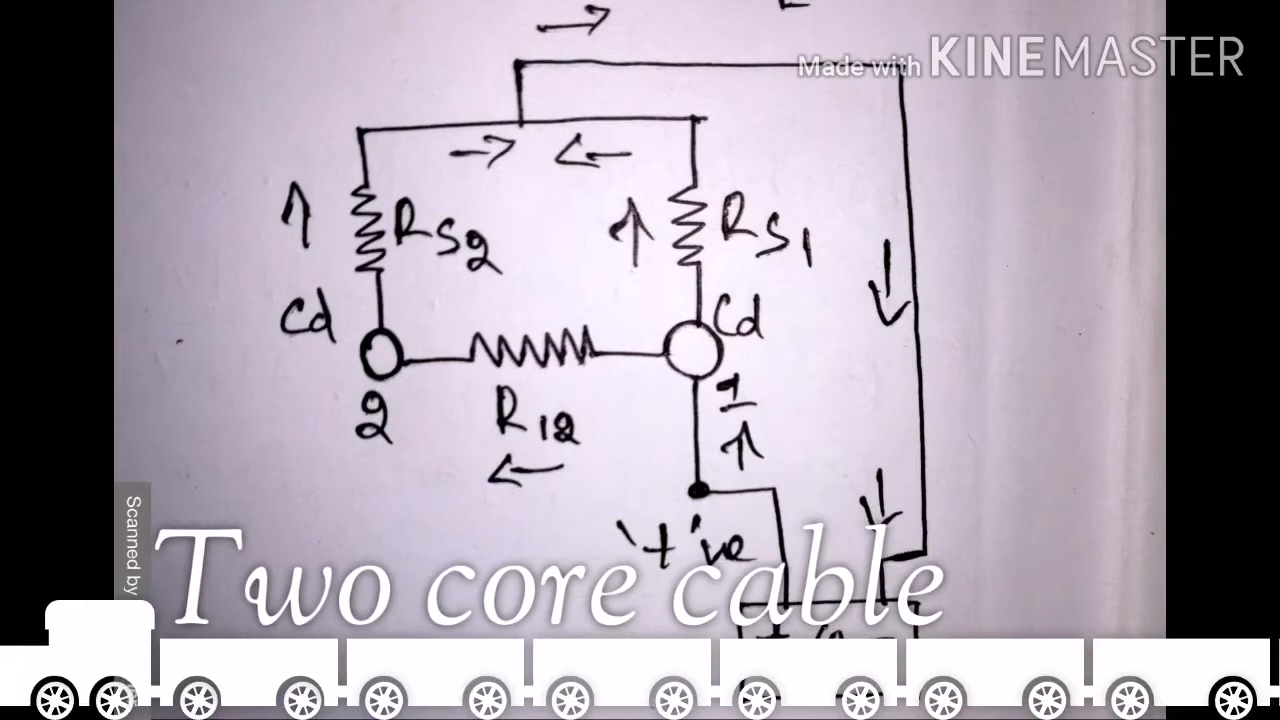 Made with KINEMASTER
RS2
RS1
Cd
Cd
2
R12
1
'+'ve
Scanned by
Two core cable